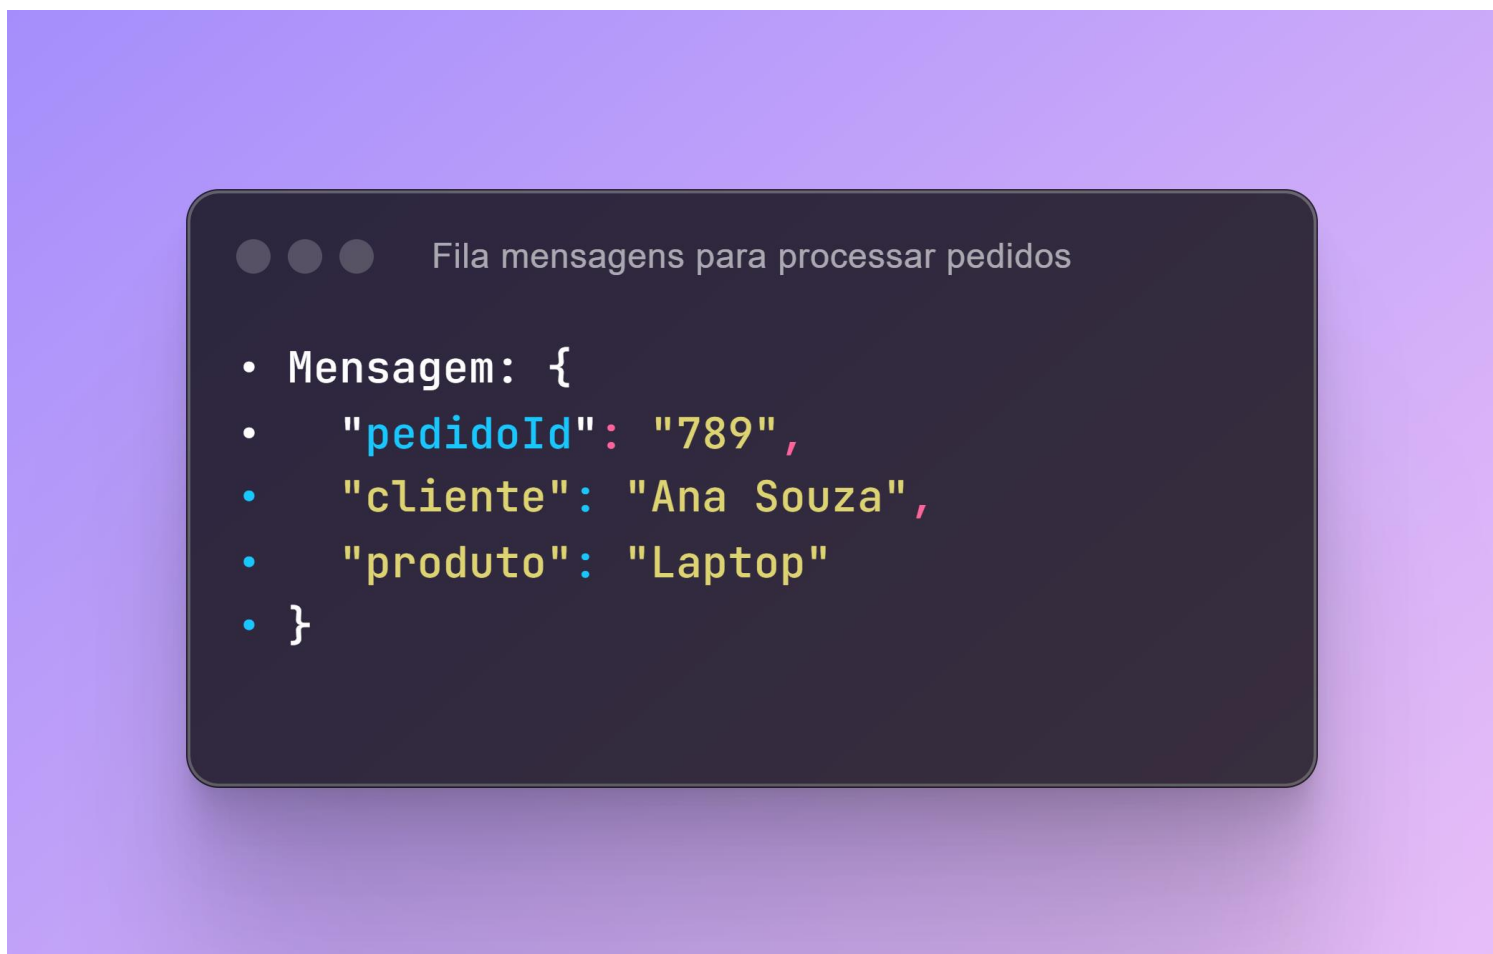 Fila mensagens para processar pedidos
• Mensagem: {
•   "pedidoId": "789",
•   "cliente": "Ana Souza",
•   "produto": "Laptop"
• }